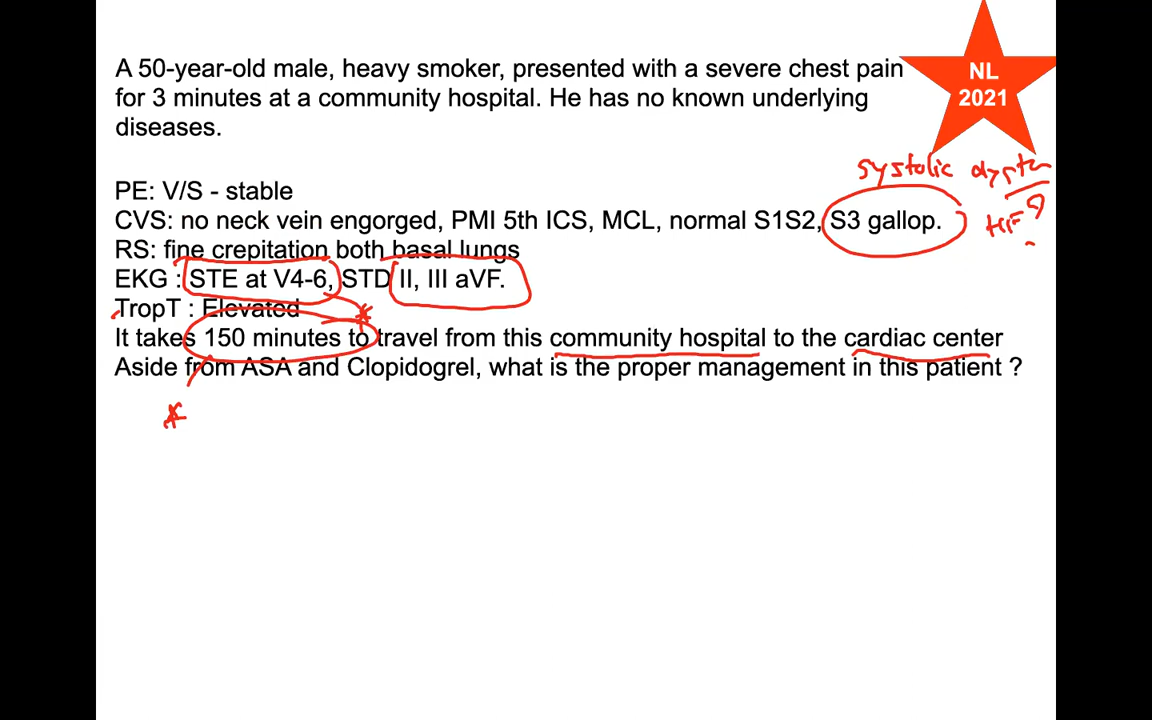 A 50-year-old male, heavy smoker, presented with a severe chest pain
for 3 minutes at a community hospital. He has no known underlying
diseases.
NL
2021
systolic
PE: V/S - stable
CVS: no neck vein engorged, PMI 5th ICS, MCL, normal S1S2, S3 gallop.
HF ?
RS: fine crepitation both basal lungs
EKG : STE at V4-6, STD II, III aVF.
TropT : Elevated
It takes 150 minutes to travel from this community hospital to the cardiac center
Aside from ASA and Clopidogrel, what is the proper management in this patient ?